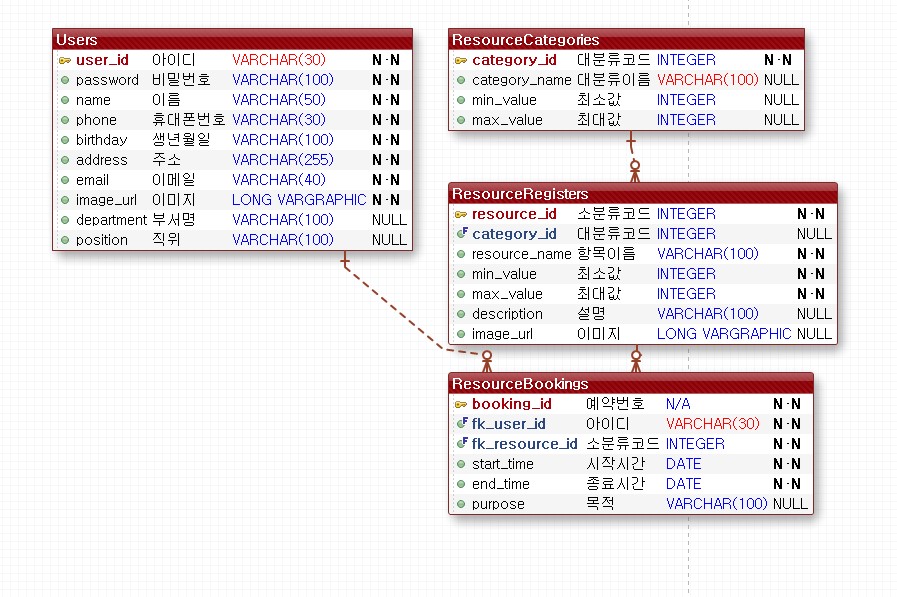 Users
user_id 아이디 VARCHAR(30) N-N
password 비밀번호 VARCHAR(100) N-N
name 이름 VARCHAR(50) N-N
phone 휴대폰번호 VARCHAR(30) N-N
birthday 생년월일 VARCHAR(100) N-N
address 주소 VARCHAR(255) N-N
email 이메일 VARCHAR(40) N-N
image_url 이미지 LONG VARGRAPHIC N-N
department 부서명 VARCHAR(100) NULL
position 직위 VARCHAR(100) NULL
ResourceCategories
category_id 대분류코드 INTEGER N-N
category_name 대분류이름 VARCHAR(100) NULL
min_value 최소값 INTEGER NULL
max_value 최대값 INTEGER NULL
ResourceRegisters
resource_id 소분류코드 INTEGER N-N
category_id 대분류코드 INTEGER NULL
resource_name 항목이름 VARCHAR(100) N-N
min_value 최소값 INTEGER N-N
max_value 최대값 INTEGER N-N
description 설명 VARCHAR(100) NULL
image_url 이미지 LONG VARGRAPHIC NULL
ResourceBookings
booking_id 예약번호 N/A N-N
fk_user_id 아이디 VARCHAR(30) N-N
fk_resource_id 소분류코드 INTEGER N-N
start_time 시작시간 DATE N-N
end_time 종료시간 DATE N-N
purpose 목적 VARCHAR(100) NULL